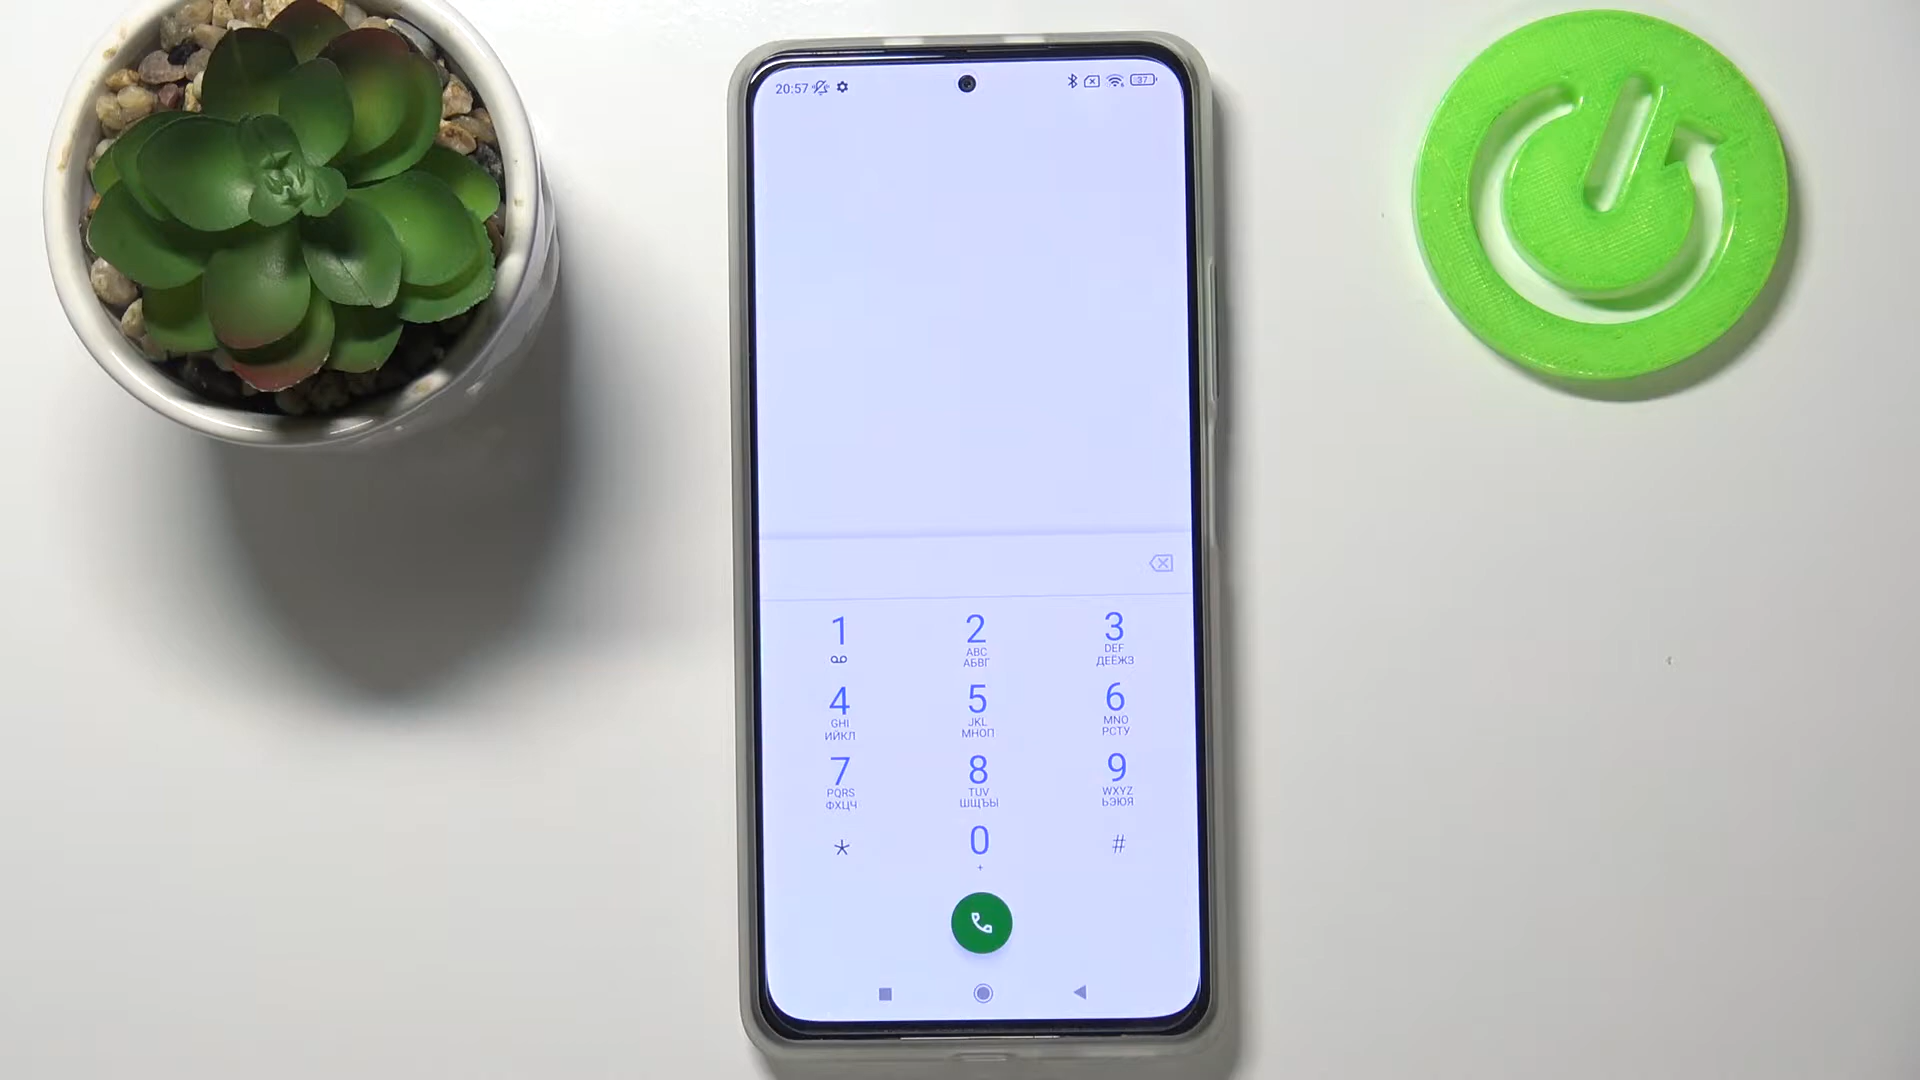 20:57 37
1 2 3
ABC DEF
АБВГ ДЕЁЖЗ
4 5 6
GHI JKL MNO
ИЙКЛ МНОП РСТУ
7 8 9
PQRS TUV WXYZ
ФХЦЧ ШЩЪЫ ЬЭЮЯ
* 0 #
+